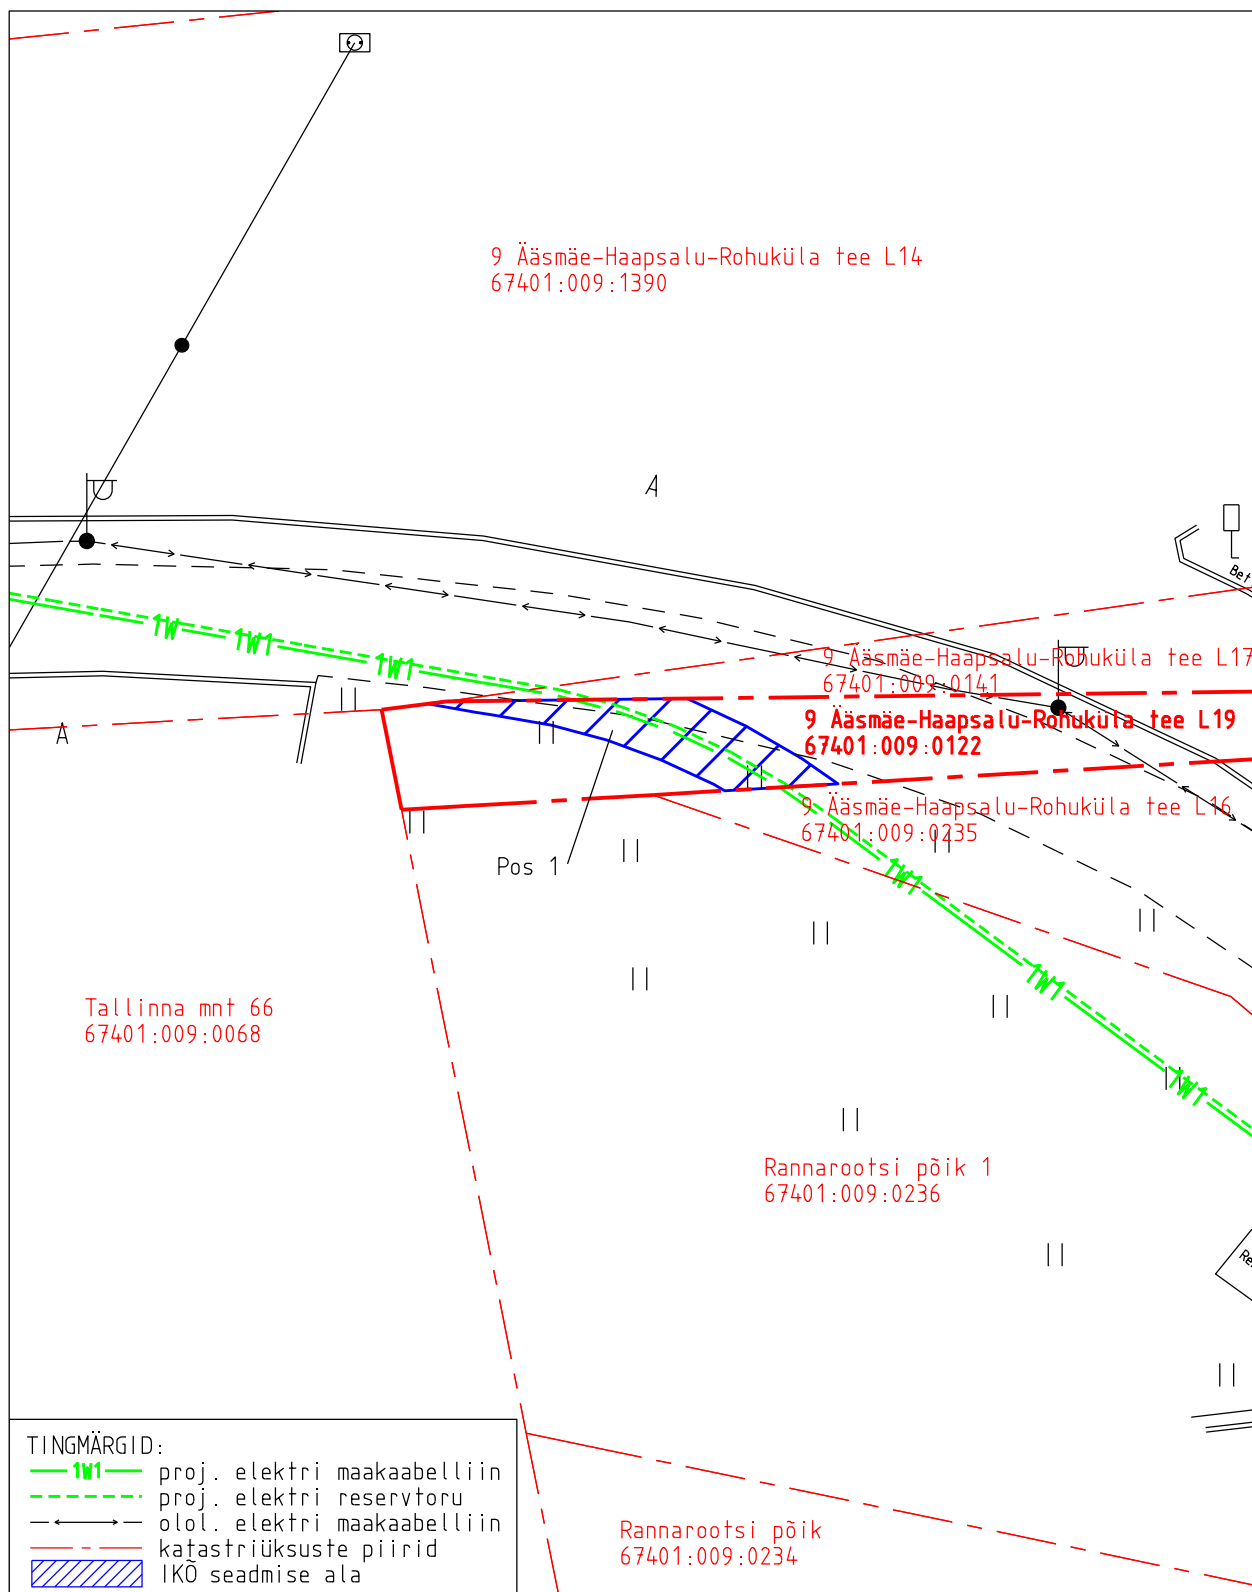 9 Ääsmäe-Haapsalu-Rohuküla tee L14
67401:009:1390
A
Bet
1W
1W1
1W1
9 Ääsmäe-Haapsalu-Rohuküla tee L17
67401:009:0141
9 Ääsmäe-Haapsalu-Rohuküla tee L19
67401:009:0122
A
9 Ääsmäe-Haapsalu-Rohuküla tee L16
67401:009:0235
Pos 1
1W1
1W1
1W1
Tallinna mnt 66
67401:009:0068
Rannarootsi põik 1
67401:009:0236
Re
TINGMÄRGID:
1W1 proj. elektri maakaabelliin
proj. elektri reservtoru
olol. elektri maakaabelliin
katastriüksuste piirid
IKÕ seadmise ala
Rannarootsi põik
67401:009:0234